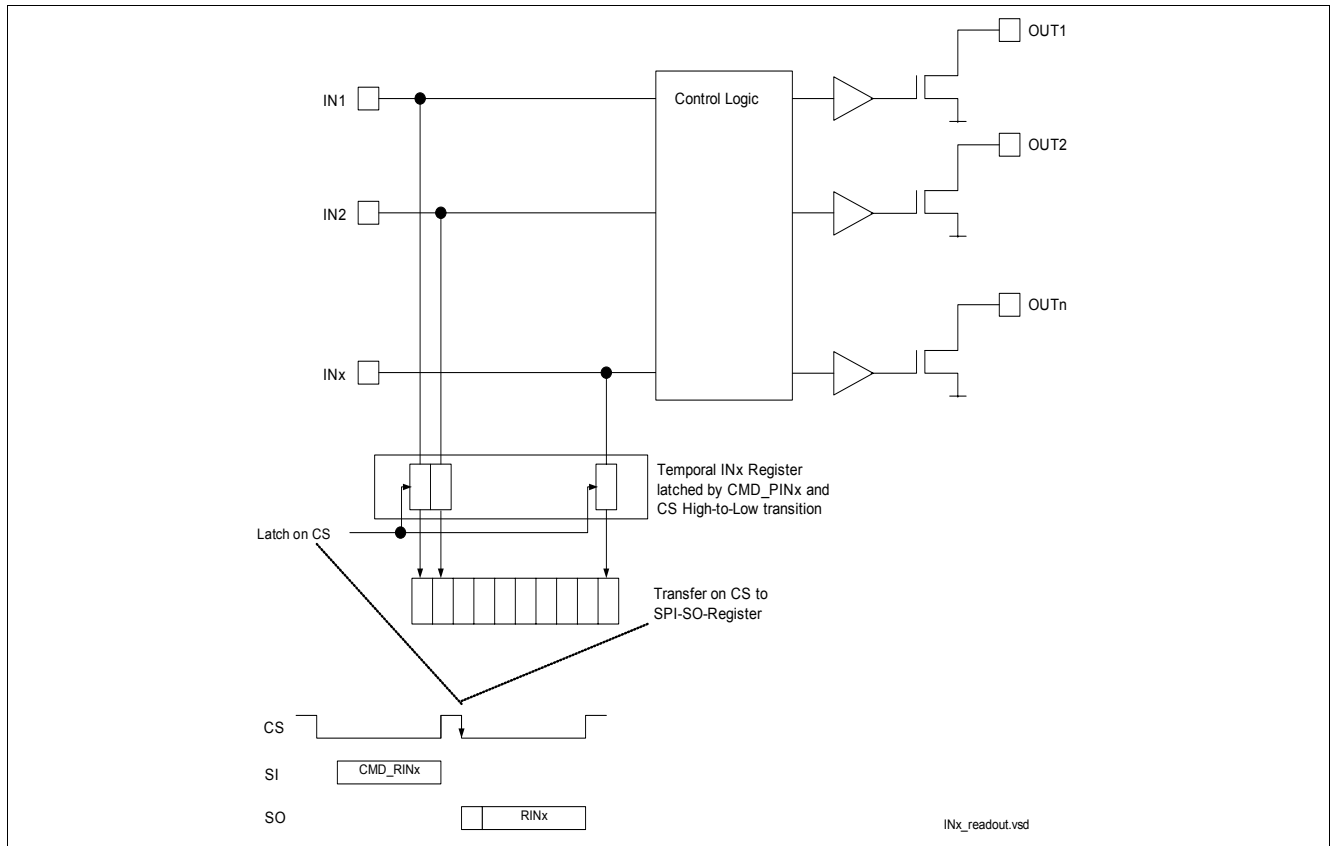 OUT1
IN1
Control Logic
OUT2
IN2
OUTn
INx
Temporal INx Register
latched by CMD_PINx and
CS High-to-Low transition
Latch on CS
Transfer on CS to
SPI-SO-Register
CS
SI
CMD_RINx
SO
RINx
INx_readout.vsd